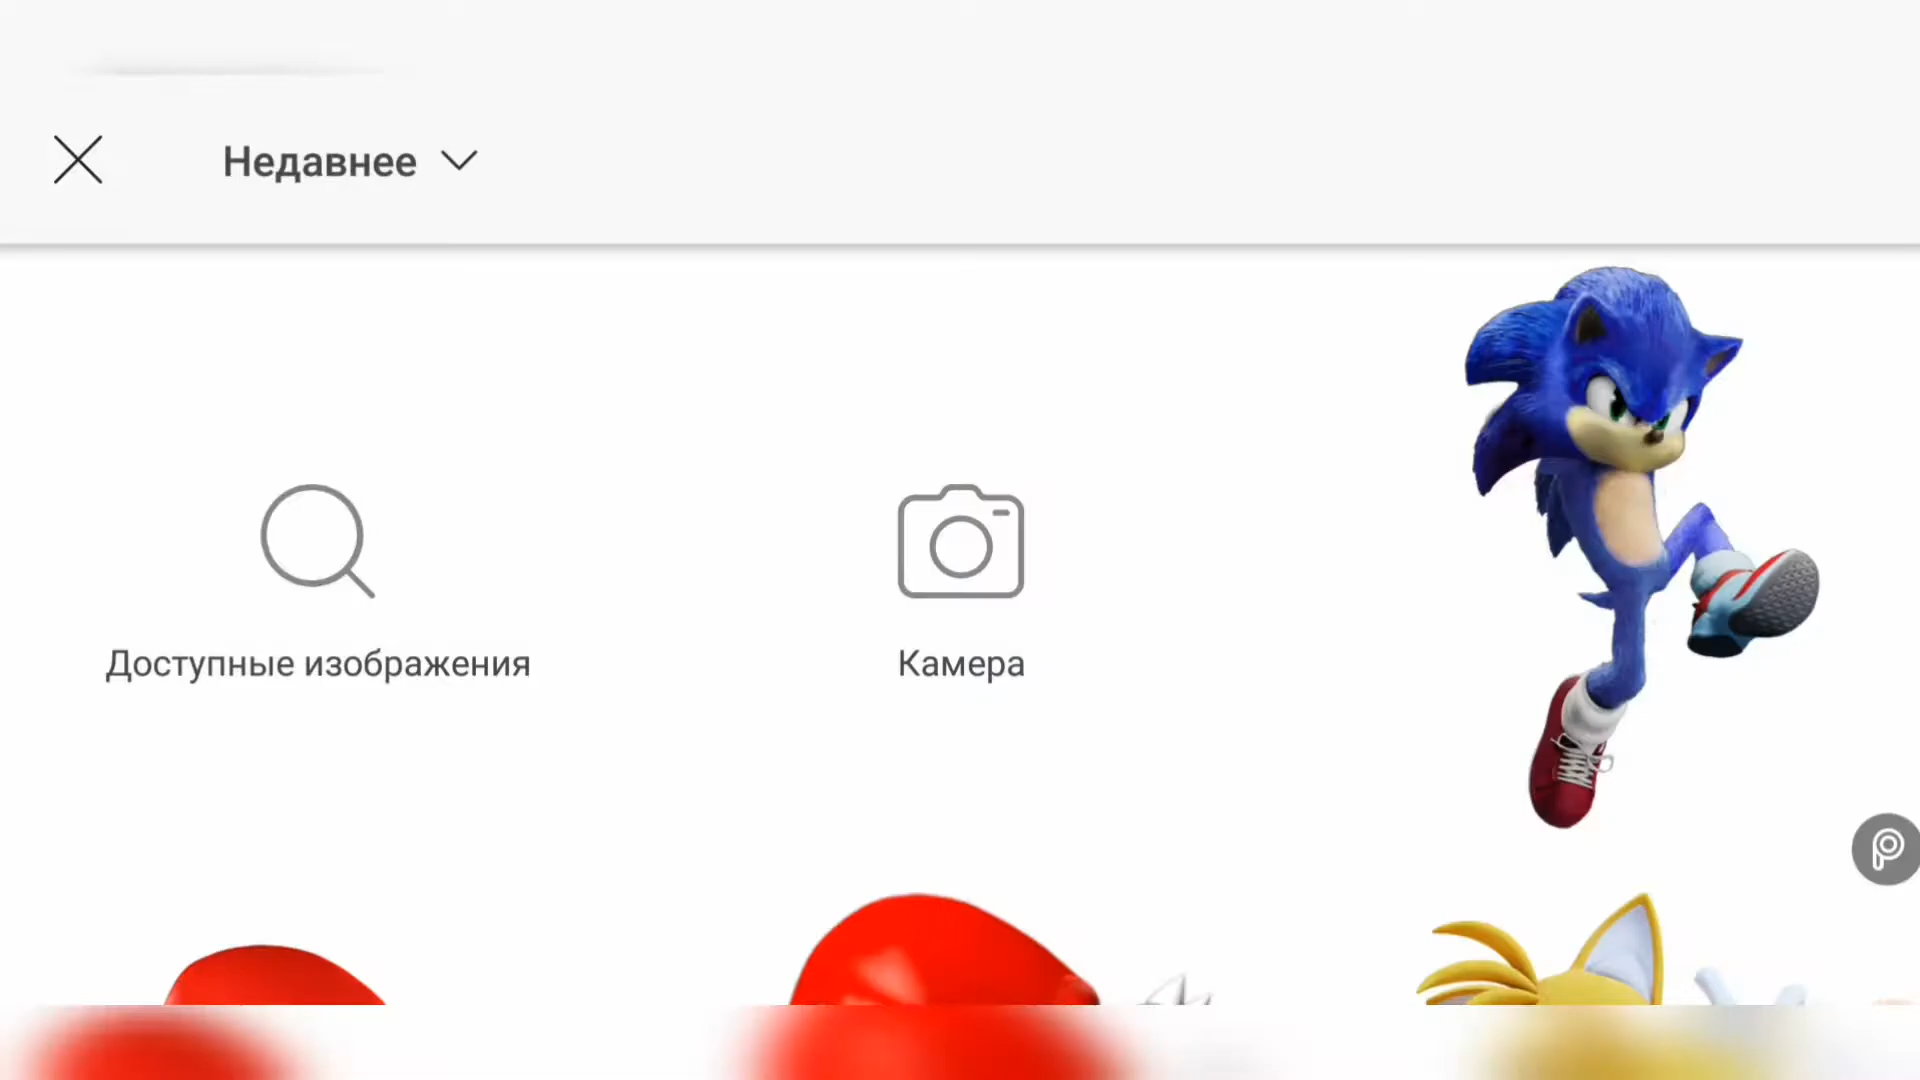 Недавнее
Доступные изображения
Камера